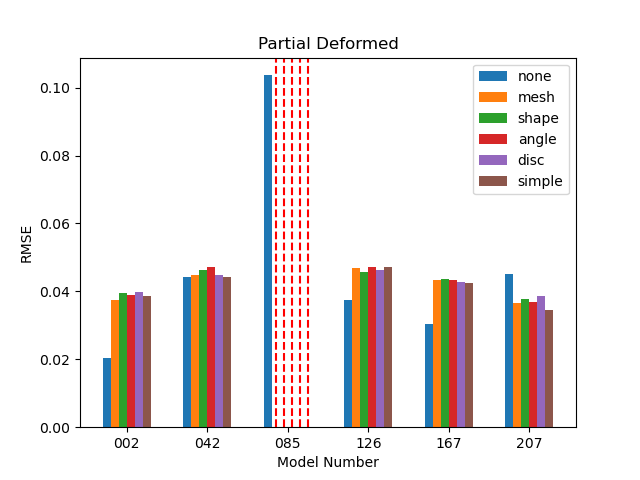 Partial Deformed
none
mesh
shape
angle
disc
simple
RMSE
0.10
0.08
0.06
0.04
0.02
0.00
002 042 085 126 167 207
Model Number